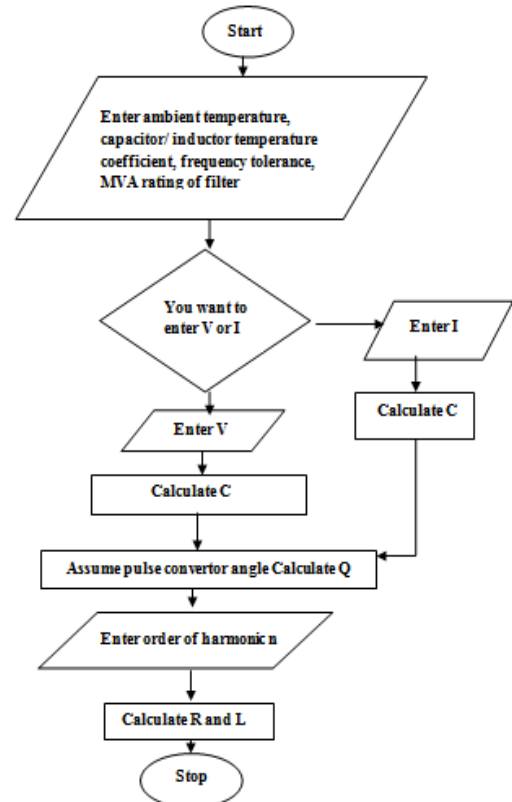 Start
Enter ambient temperature,
capacitor/ inductor temperature
coefficient, frequency tolerance,
MVA rating of filter
You want to
enter V or I
Enter I
Calculate C
Enter V
Calculate C
Assume pulse convertor angle Calculate Q
Enter order of harmonic n
Calculate R and L
Stop